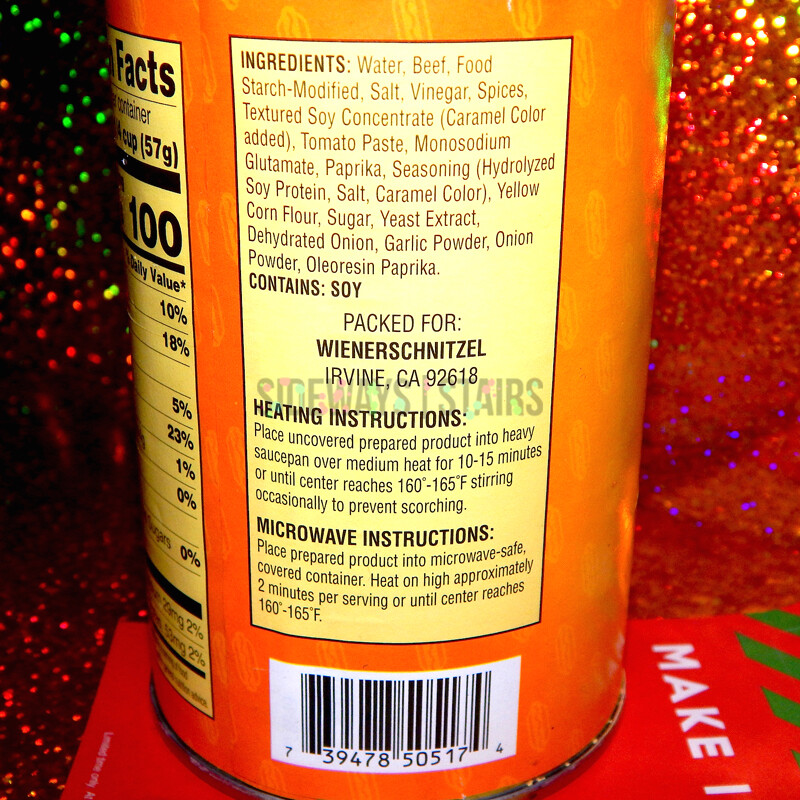 Facts
container
cup (57g)
100
% Daily Value*
10%
18%
5%
23%
1%
0%
Sugars 0%
2%
2%
INGREDIENTS: Water, Beef, Food
Starch-Modified, Salt, Vinegar, Spices,
Textured Soy Concentrate (Caramel Color
added), Tomato Paste, Monosodium
Glutamate, Paprika, Seasoning (Hydrolyzed
Soy Protein, Salt, Caramel Color), Yellow
Corn Flour, Sugar, Yeast Extract,
Dehydrated Onion, Garlic Powder, Onion
Powder, Oleoresin Paprika.
CONTAINS: SOY
PACKED FOR:
WIENERSCHNITZEL
IRVINE, CA 92618
SIDEWAYS STAIRS
HEATING INSTRUCTIONS:
Place uncovered prepared product into heavy
saucepan over medium heat for 10-15 minutes
or until center reaches 160°-165°F stirring
occasionally to prevent scorching.
MICROWAVE INSTRUCTIONS:
Place prepared product into microwave-safe,
covered container. Heat on high approximately
2 minutes per serving or until center reaches
160°-165°F.
7 39478 50517 4
MAKE
Limited time only.